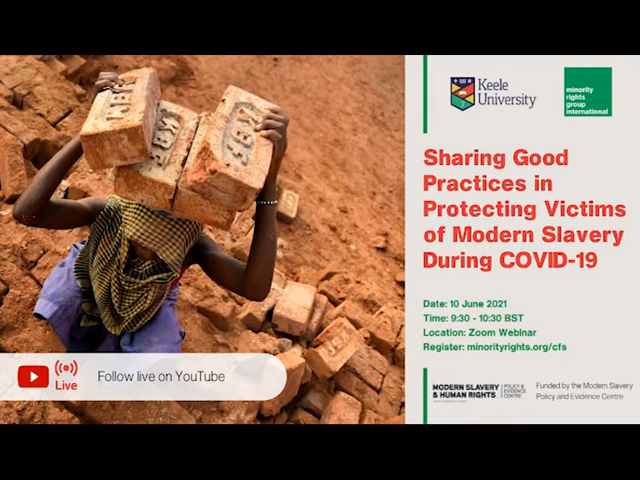 KBF
KBF
Keele
University
minority
rights
group
international
Sharing Good
Practices in
Protecting Victims
of Modern Slavery
During COVID-19
Date: 10 June 2021
Time: 9:30 - 10:30 BST
Location: Zoom Webinar
Register: minorityrights.org/cfs
Live
Follow live on YouTube
MODERN SLAVERY
& HUMAN RIGHTS
POLICY &
EVIDENCE
CENTRE
Funded by the Modern Slavery
Policy and Evidence Centre